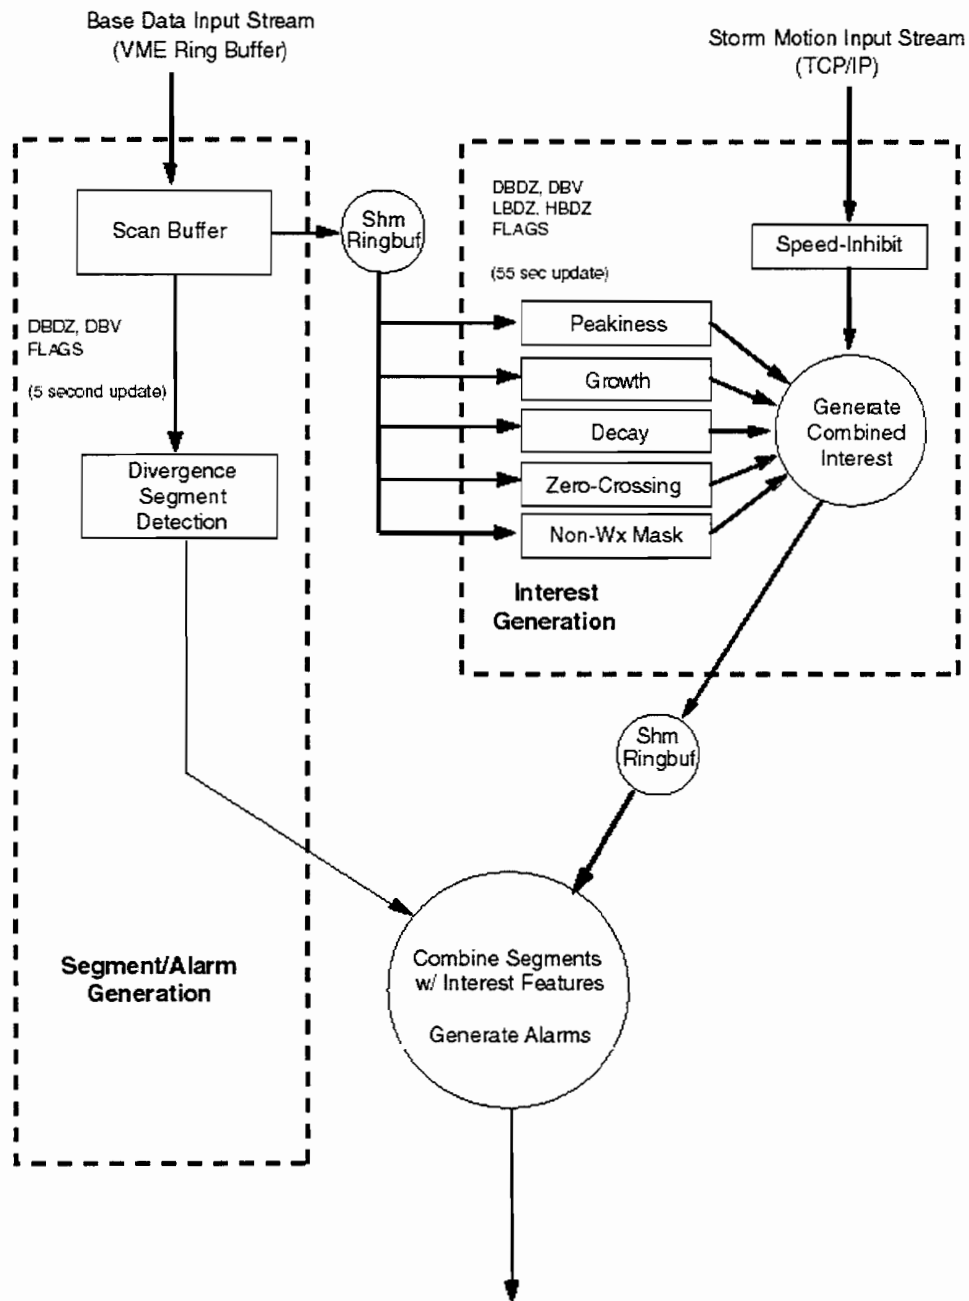 Base Data Input Stream
(VME Ring Buffer)
Storm Motion Input Stream
(TCP/IP)
Scan Buffer
Shm
Ringbuf
DBDZ, DBV
LBDZ, HBDZ
FLAGS
(55 sec update)
Speed-Inhibit
DBDZ, DBV
FLAGS
(5 second update)
Peakiness
Growth
Decay
Zero-Crossing
Non-Wx Mask
Generate
Combined
Interest
Divergence
Segment
Detection
Interest
Generation
Shm
Ringbuf
Segment/Alarm
Generation
Combine Segments
w/ Interest Features
Generate Alarms